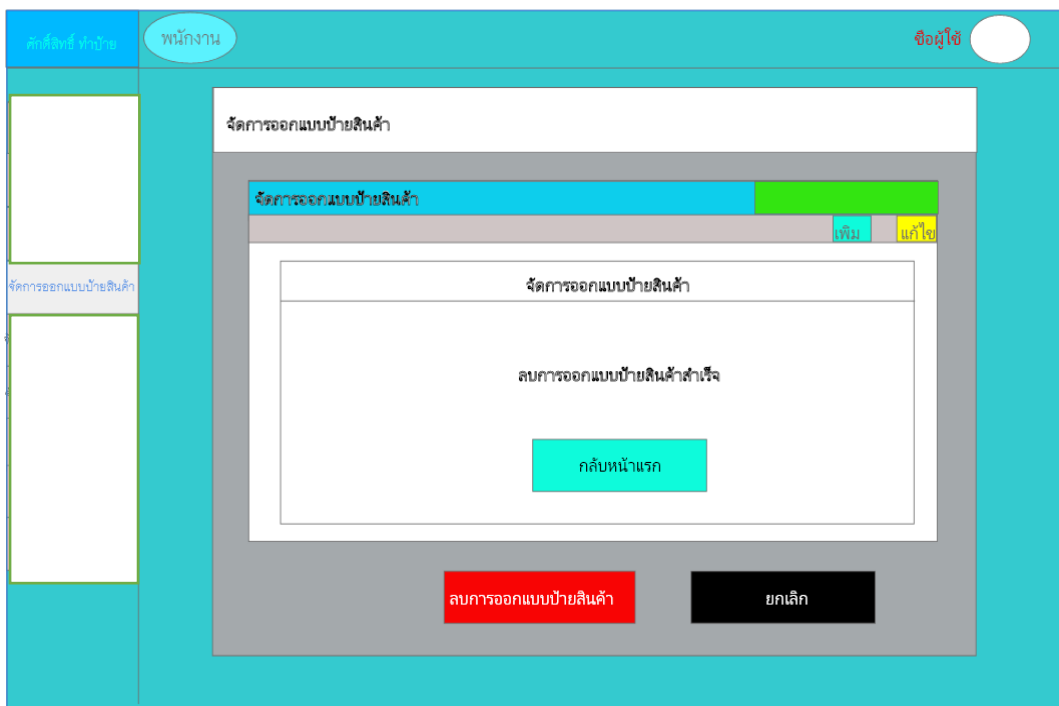 ศักดิ์สิทธิ์ ทำป้าย
พนักงาน
ชื่อผู้ใช้
จัดการออกแบบป้ายสินค้า
จัดการออกแบบป้ายสินค้า
เพิ่ม
แก้ไข
จัดการออกแบบป้ายสินค้า
จัดการออกแบบป้ายสินค้า
ลบการออกแบบป้ายสินค้าสำเร็จ
กลับหน้าแรก
ลบการออกแบบป้ายสินค้า
ยกเลิก